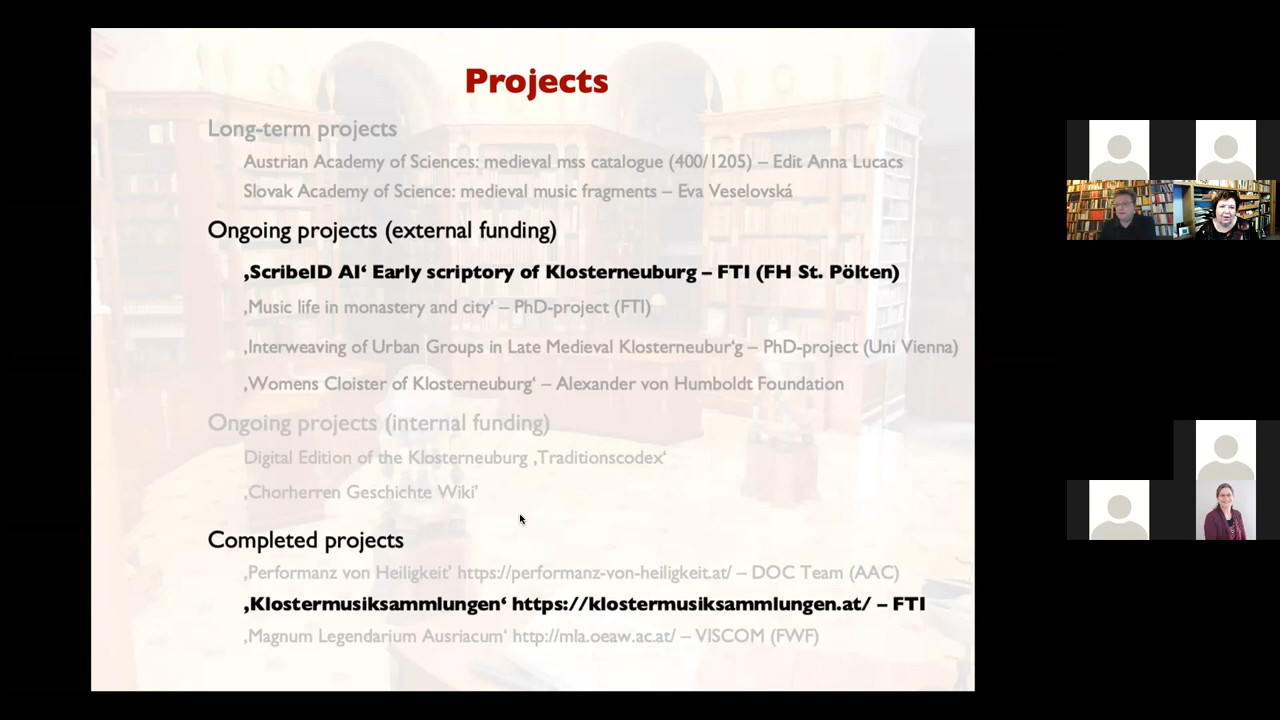 Projects
Long-term projects
Austrian Academy of Sciences: medieval mss catalogue (400/1205) – Edit Anna Lucacs
Slovak Academy of Science: medieval music fragments – Eva Veselovská
Ongoing projects (external funding)
‚ScribeID AI‘ Early scriptory of Klosterneuburg – FTI (FH St. Pölten)
‚Music life in monastery and city‘ – PhD-project (FTI)
‚Interweaving of Urban Groups in Late Medieval Klosterneubur‘g – PhD-project (Uni Vienna)
‚Womens Cloister of Klosterneuburg‘ – Alexander von Humboldt Foundation
Ongoing projects (internal funding)
Digital Edition of the Klosterneuburg ‚Traditionscodex‘
‚Chorherren Geschichte Wiki’
Completed projects
‚Performanz von Heiligkeit’ https://performanz-von-heiligkeit.at/ – DOC Team (AAC)
‚Klostermusiksammlungen‘ https://klostermusiksammlungen.at/ – FTI
‚Magnum Legendarium Ausriacum‘ http://mla.oeaw.ac.at/ – VISCOM (FWF)